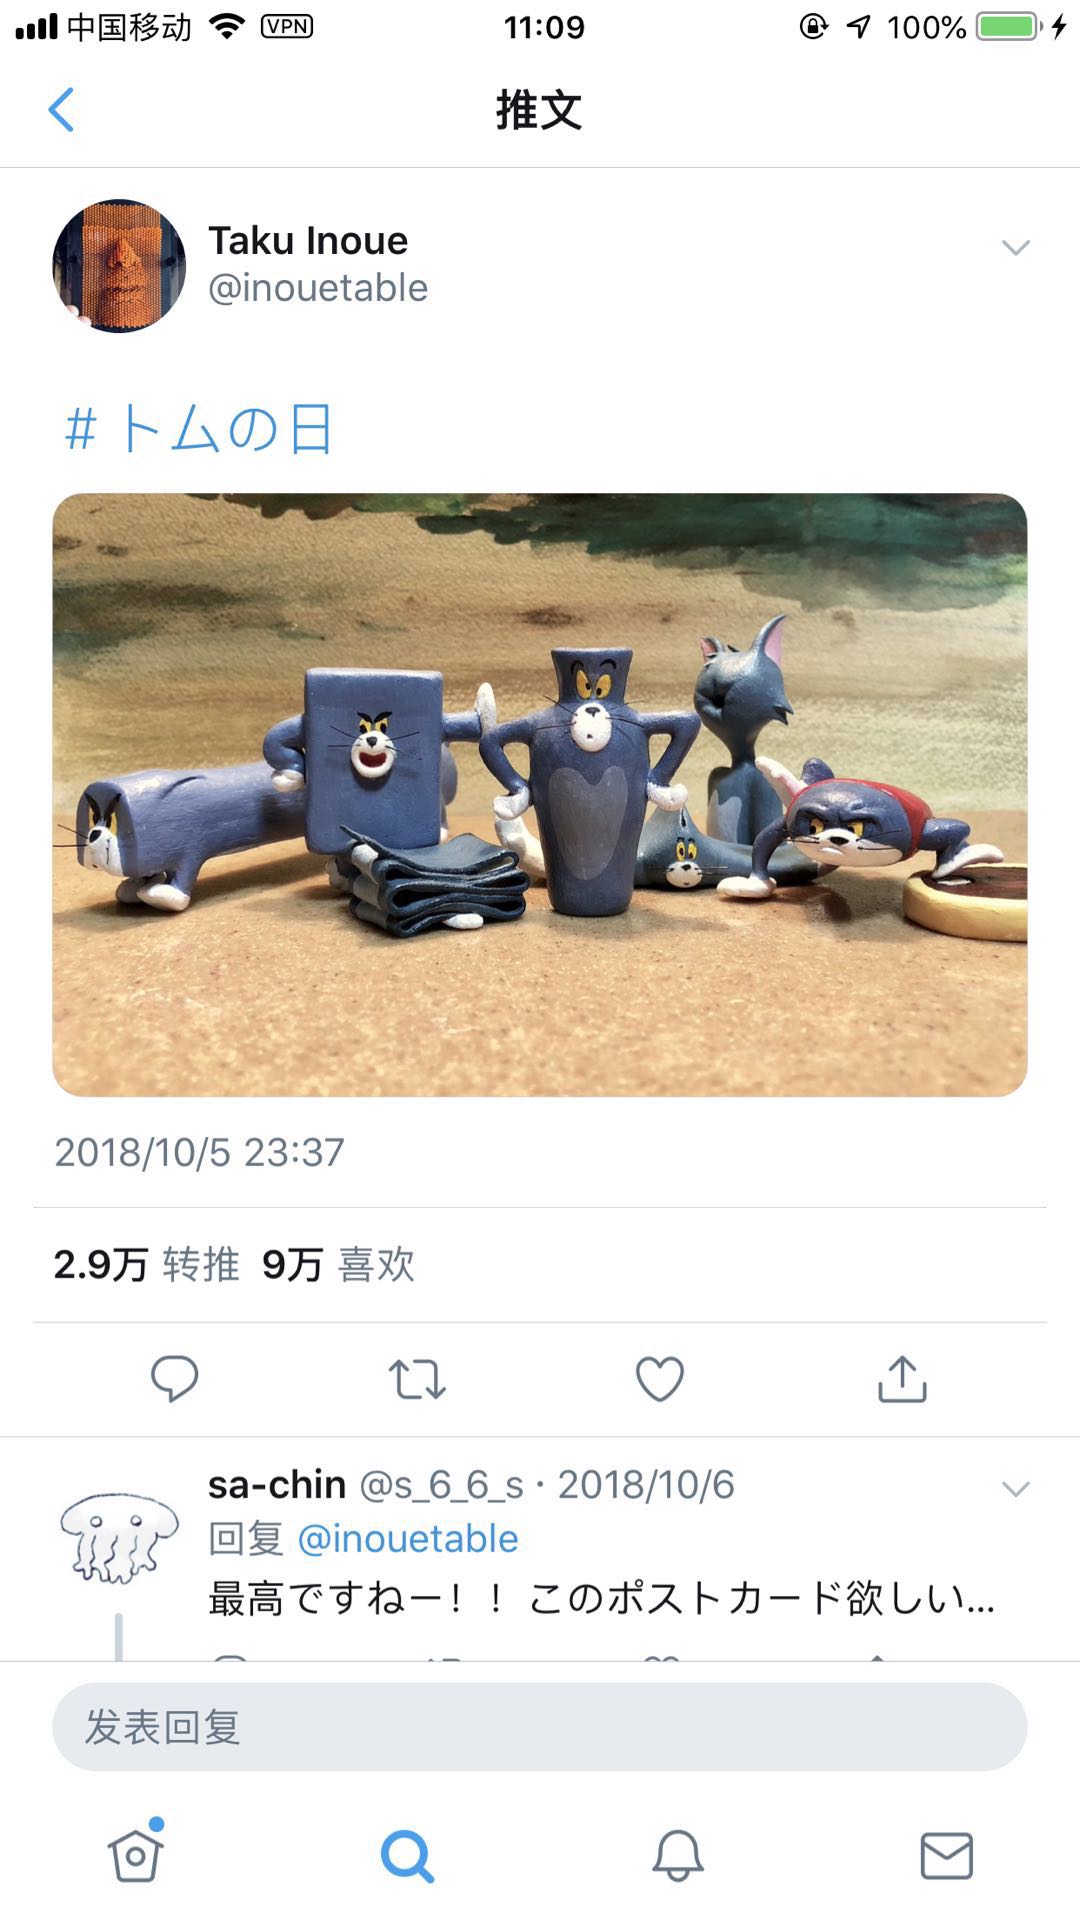 中国移动 VPN 11:09 100%
推文
Taku Inoue
@inouetable
#トムの日
2018/10/5 23:37
2.9万 转推 9万 喜欢
sa-chin @s_6_6_s · 2018/10/6
回复 @inouetable
最高ですねー！！このポストカード欲しい...
发表回复